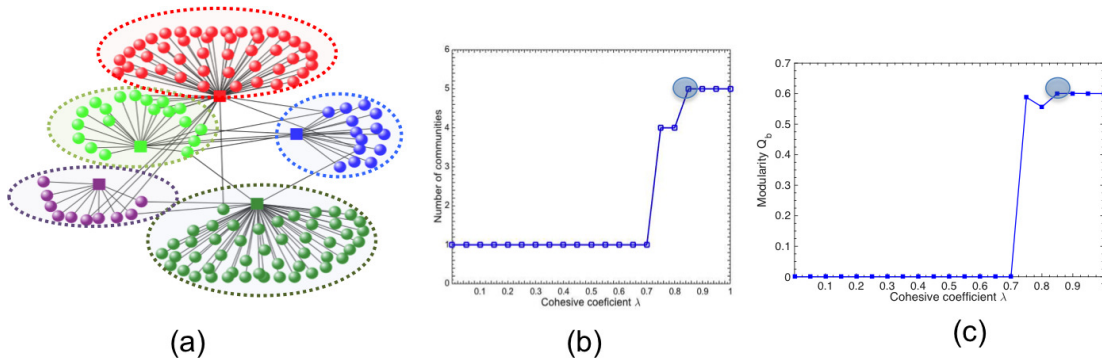 Number of communities
6
5
4
3
2
1
0
0.1 0.2 0.3 0.4 0.5 0.6 0.7 0.8 0.9 1
Cohesive coeficient λ
Modularity Q_b
0.7
0.6
0.5
0.4
0.3
0.2
0.1
0
0.1 0.2 0.3 0.4 0.5 0.6 0.7 0.8 0.9 1
Cohesive coefficient λ
(a)
(b)
(c)